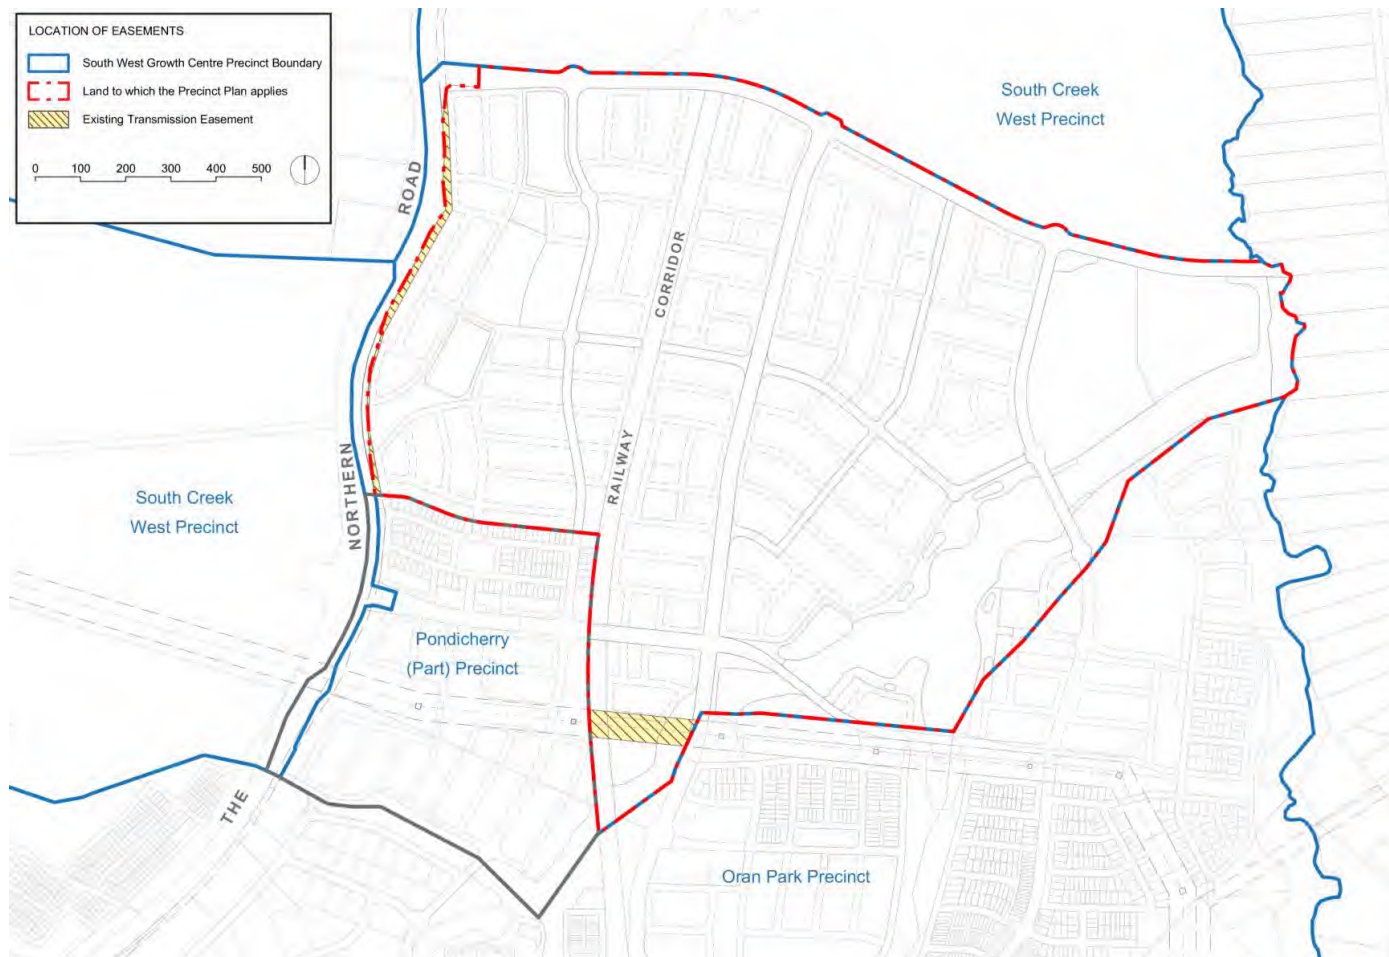 LOCATION OF EASEMENTS
South West Growth Centre Precinct Boundary
Land to which the Precinct Plan applies
Existing Transmission Easement
0 100 200 300 400 500
South Creek
West Precinct
ROAD
CORRIDOR
RAILWAY
NORTHERN
South Creek
West Precinct
Pondicherry
(Part) Precinct
THE
Oran Park Precinct